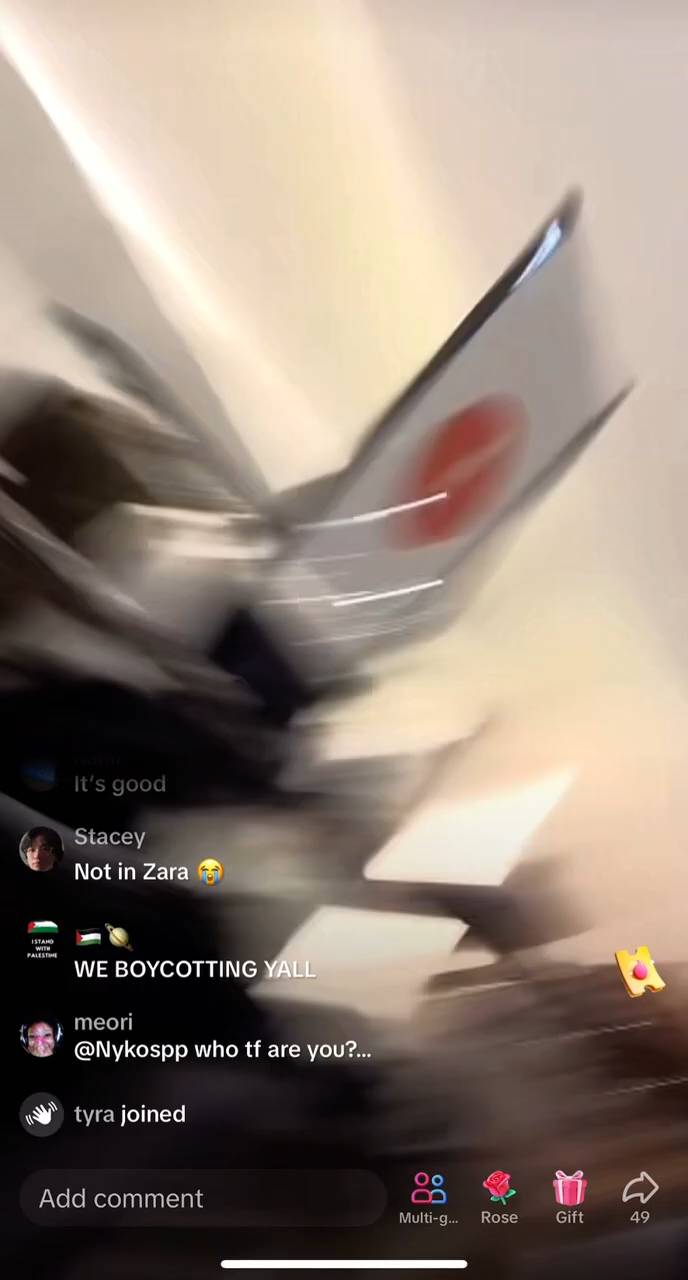 It's good
Stacey
Not in Zara 😭
I STAND
WITH
PALESTINE
🇵🇸🪐
WE BOYCOTTING YALL
meori
@Nykospp who tf are you?...
tyra joined
Add comment
Multi-g...
Rose
Gift
49